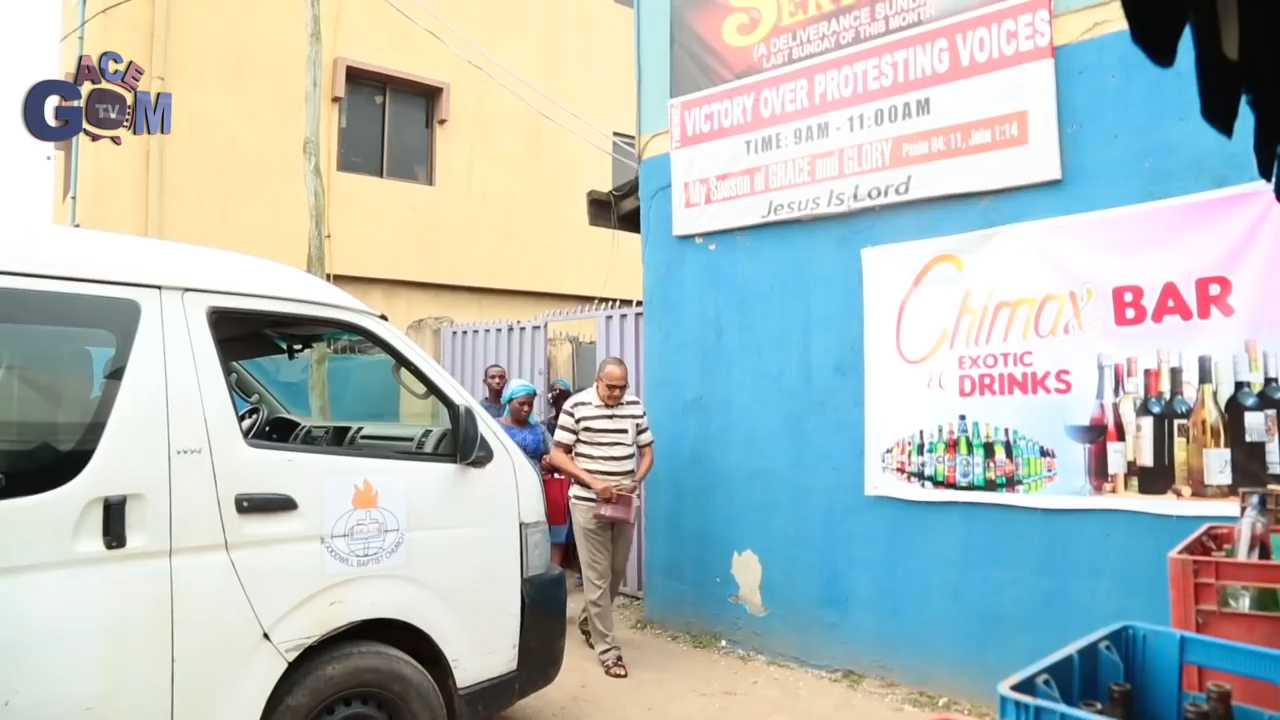 ACE
GOM
TV
SER
(A DELIVERANCE SUNDAY
LAST SUNDAY OF THIS MONTH
THEME:
VICTORY OVER PROTESTING VOICES
TIME: 9AM - 11:00AM
My Season of GRACE and GLORY - Psalm 84: 11, John 1:14
Jesus Is Lord
Chimax BAR
& EXOTIC
DRINKS
GOODWILL BAPTIST CHURCH